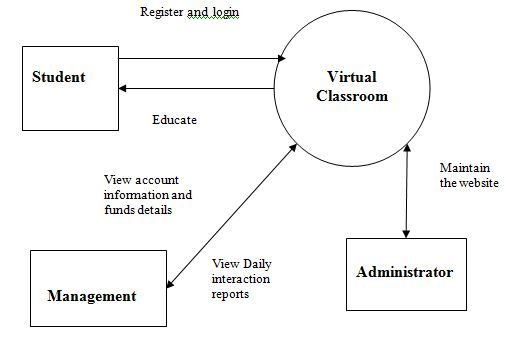 Register and login
Student
Virtual
Classroom
Educate
Maintain
the website
View account
information and
funds details
View Daily
interaction
reports
Administrator
Management